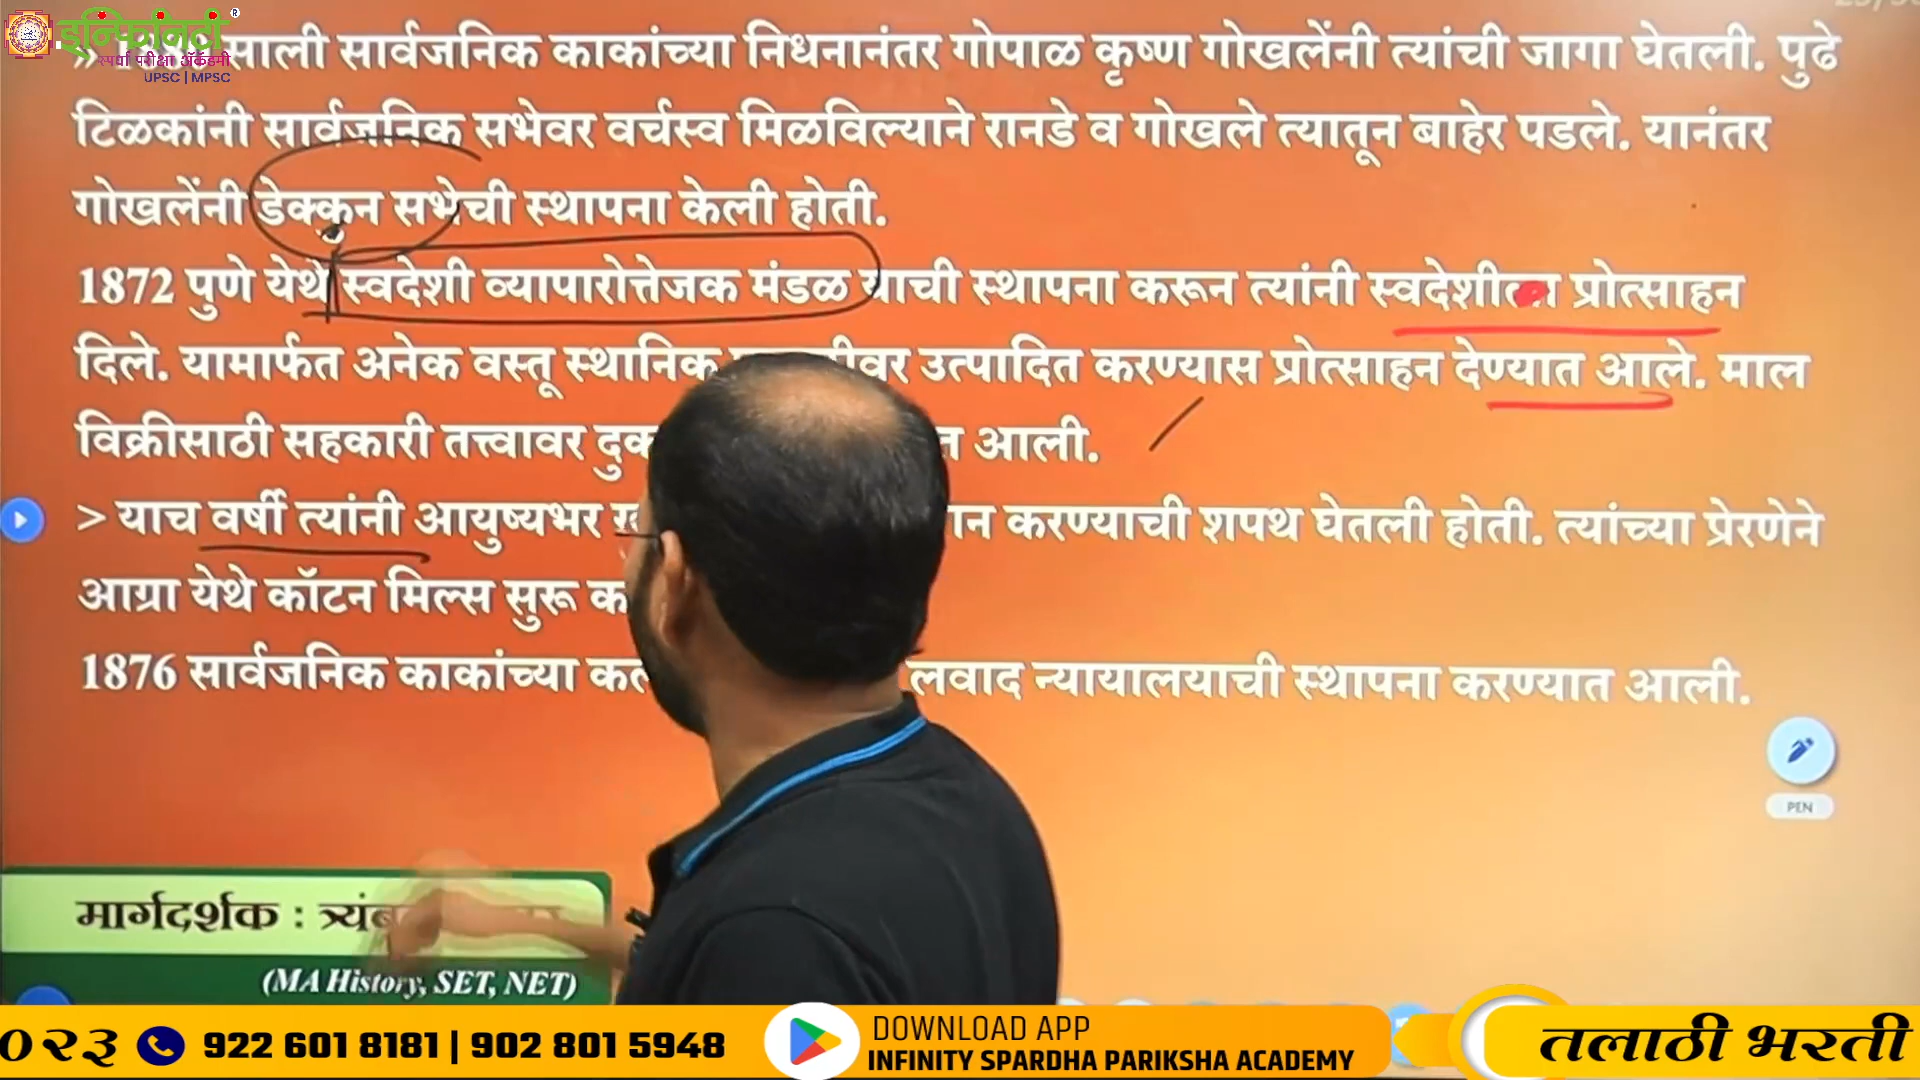 इन्फिनिटी
स्पर्धा परीक्षा अ‍ॅकॅडमी
UPSC | MPSC
साली सार्वजनिक काकांच्या निधनानंतर गोपाळ कृष्ण गोखलेंनी त्यांची जागा घेतली. पुढे
टिळकांनी सार्वजनिक सभेवर वर्चस्व मिळविल्याने रानडे व गोखले त्यातून बाहेर पडले. यानंतर
गोखलेंनी डेक्कन सभेची स्थापना केली होती.
1872 पुणे येथे स्वदेशी व्यापारोत्तेजक मंडळ याची स्थापना करून त्यांनी स्वदेशीला प्रोत्साहन
दिले. यामार्फत अनेक वस्तू स्थानिक उत्पादित करण्यास प्रोत्साहन देण्यात आले. माल
विक्रीसाठी सहकारी तत्त्वावर आली.
> याच वर्षी त्यांनी आयुष्यभर करण्याची शपथ घेतली होती. त्यांच्या प्रेरणेने
आग्रा येथे कॉटन मिल्स सुरू
1876 सार्वजनिक काकांच्या लवाद न्यायालयाची स्थापना करण्यात आली.
PEN
मार्गदर्शक :
(MA History, SET, NET)
०२३ 922 601 8181 | 902 801 5948 DOWNLOAD APP
INFINITY SPARDHA PARIKSHA ACADEMY
तलाठी भरती